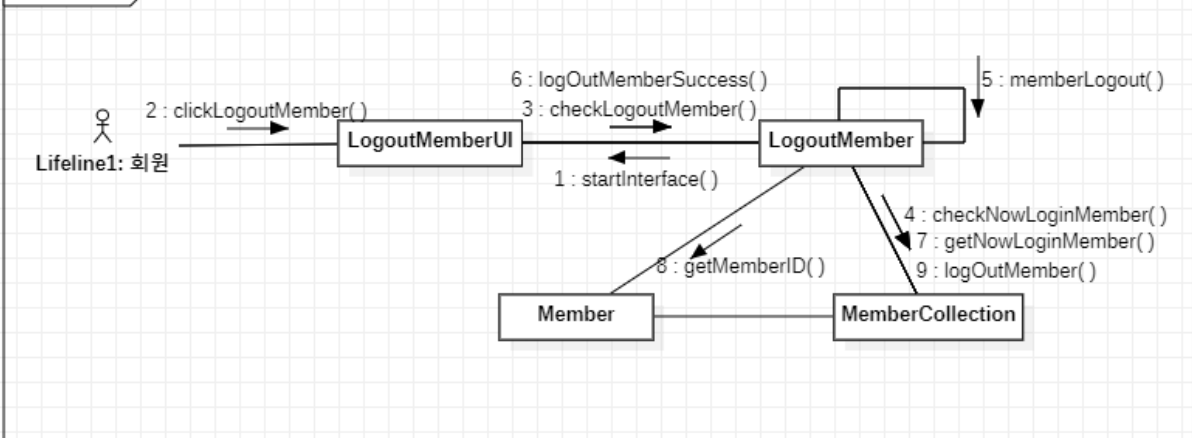 6 : logOutMemberSuccess( )
5 : memberLogout( )
2 : clickLogoutMember( )
3 : checkLogoutMember( )
LogoutMemberUI
LogoutMember
Lifeline1: 회원
1 : startInterface( )
4 : checkNowLoginMember( )
7 : getNowLoginMember( )
8 : getMemberID( )
9 : logOutMember( )
Member
MemberCollection